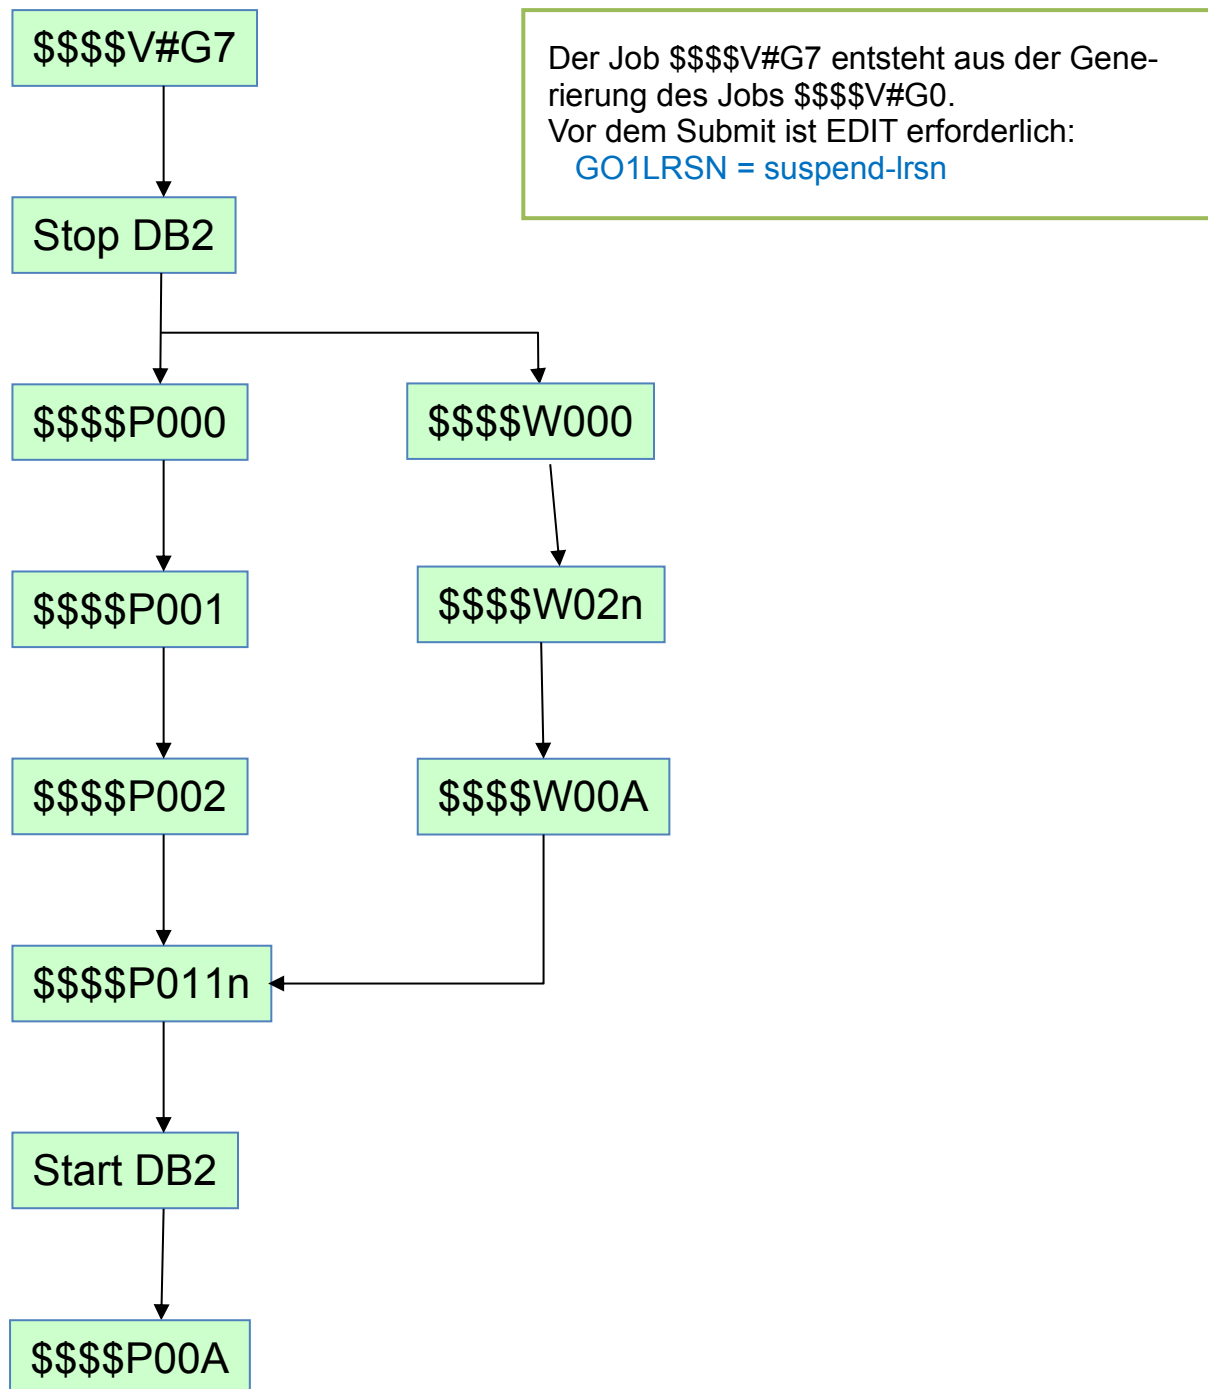 $$$$V#G7
Der Job $$$$V#G7 entsteht aus der Gene-
rierung des Jobs $$$$V#G0.
Vor dem Submit ist EDIT erforderlich:
GO1LRSN = suspend-lrsn
Stop DB2
$$$$P000
$$$$W000
$$$$P001
$$$$W02n
$$$$P002
$$$$W00A
$$$$P011n
Start DB2
$$$$P00A